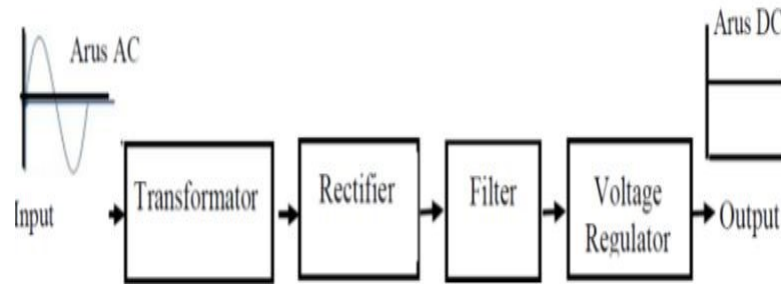 Arus AC
Arus DC
Input
Transformator
Rectifier
Filter
Voltage
Regulator
Output